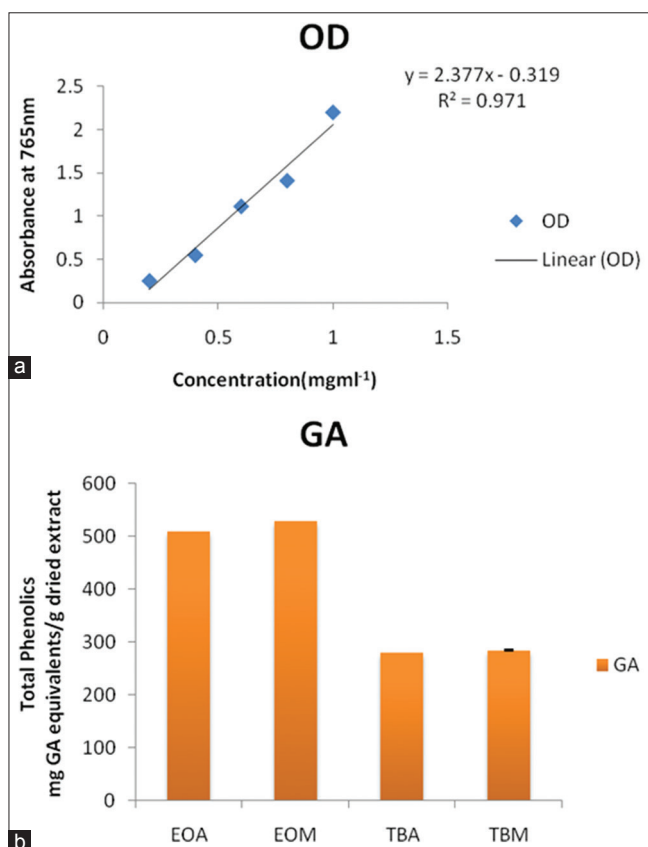 OD
y = 2.377x - 0.319
R² = 0.971
Absorbance at 765nm
2.5
2
1.5
1
0.5
0
0
0.5
1
1.5
OD
Linear (OD)
Concentration(mgml⁻¹)
a
GA
Total Phenolics
mg GA equivalents/g dried extract
600
500
400
300
200
100
0
EOA
EOM
TBA
TBM
GA
b